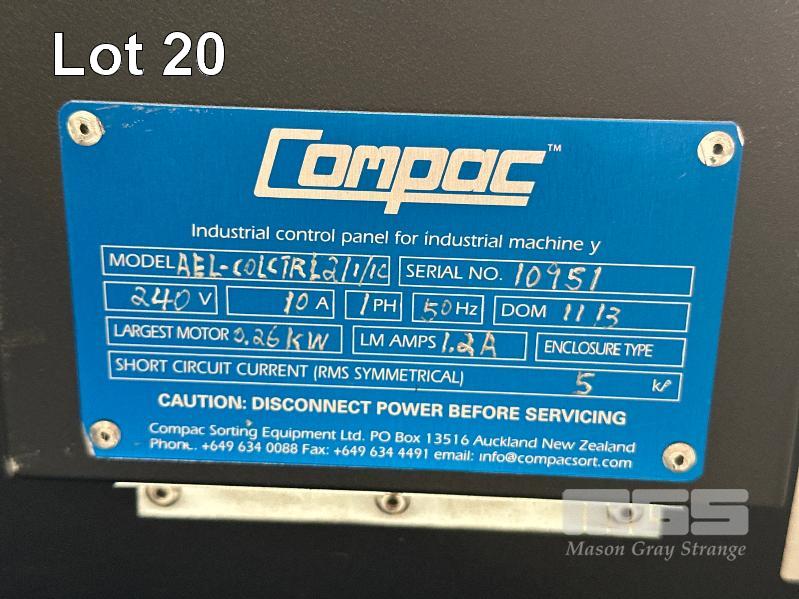 Lot 20
Compac™
Industrial control panel for industrial machine y
MODEL AEL-COLCTRL2/1/1C SERIAL NO. 10951
240 V 10 A 1 PH 50 Hz DOM 11 13
LARGEST MOTOR 0.26KW LM AMPS 1.2A ENCLOSURE TYPE
SHORT CIRCUIT CURRENT (RMS SYMMETRICAL) 5
CAUTION: DISCONNECT POWER BEFORE SERVICING
Compac Sorting Equipment Ltd. PO Box 13516 Auckland New Zealand
Phone. +649 634 0088 Fax: +649 634 4491 email: info@compacsort.com
MGS
Mason Gray Strange